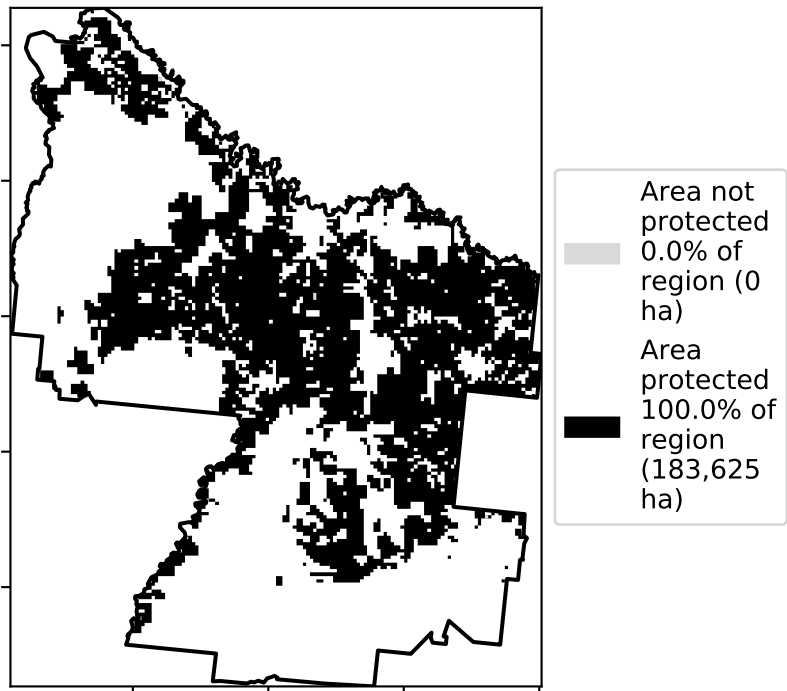 Area not
protected
0.0% of
region (0
ha)
Area
protected
100.0% of
region
(183,625
ha)